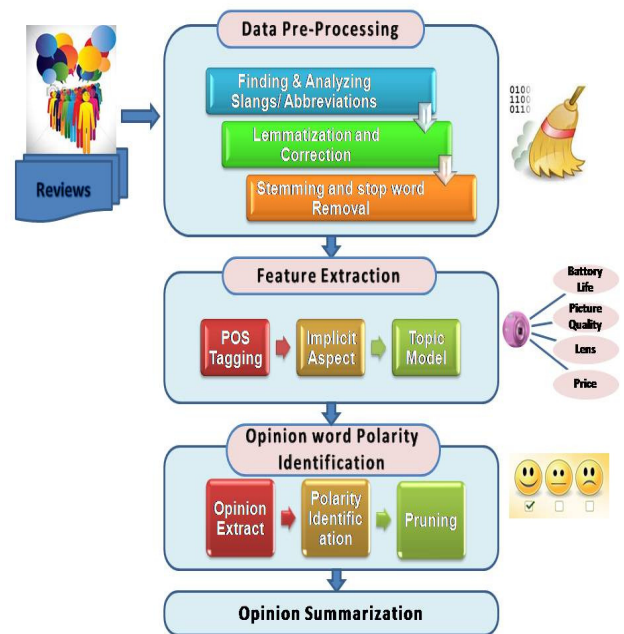 Data Pre-Processing
Finding & Analyzing
Slangs/ Abbreviations
Lemmatization and
Correction
Stemming and stop word
Removal
Reviews
0100
1100
0110
Feature Extraction
POS
Tagging
Implicit
Aspect
Topic
Model
Battory
Life
Picture
Quality
Lens
Price
Opinion word Polarity
Identification
Opinion
Extract
Polarity
Identific
ation
Pruning
Opinion Summarization